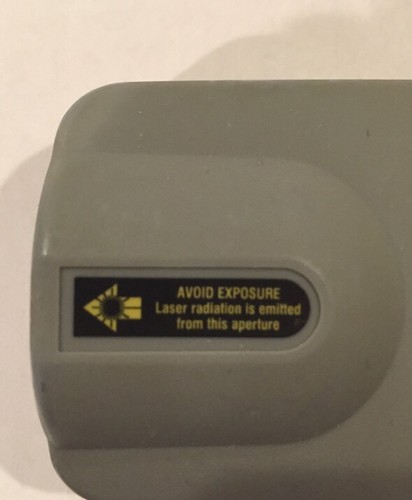 AVOID EXPOSURE
Laser radiation is emitted
from this aperture